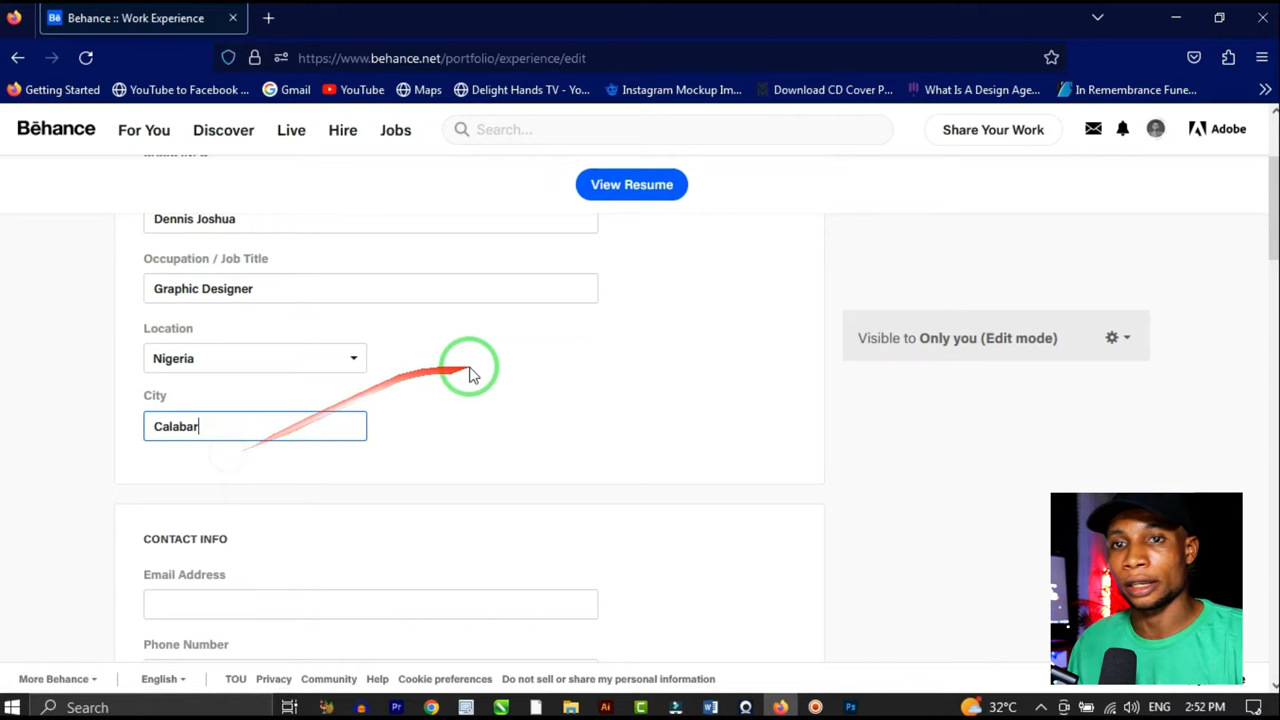 Behance :: Work Experience
https://www.behance.net/portfolio/experience/edit
Getting Started
YouTube to Facebook ...
Gmail
YouTube
Maps
Delight Hands TV - Yo...
Instagram Mockup Im...
Download CD Cover P...
What Is A Design Age...
In Remembrance Fune...
Bēhance
For You
Discover
Live
Hire
Jobs
Search...
Share Your Work
Adobe
View Resume
Dennis Joshua
Occupation / Job Title
Graphic Designer
Location
Nigeria
Visible to Only you (Edit mode)
City
Calabar
CONTACT INFO
Email Address
Phone Number
More Behance
English
TOU
Privacy
Community
Help
Cookie preferences
Do not sell or share my personal information
Search
32°C
ENG
2:52 PM